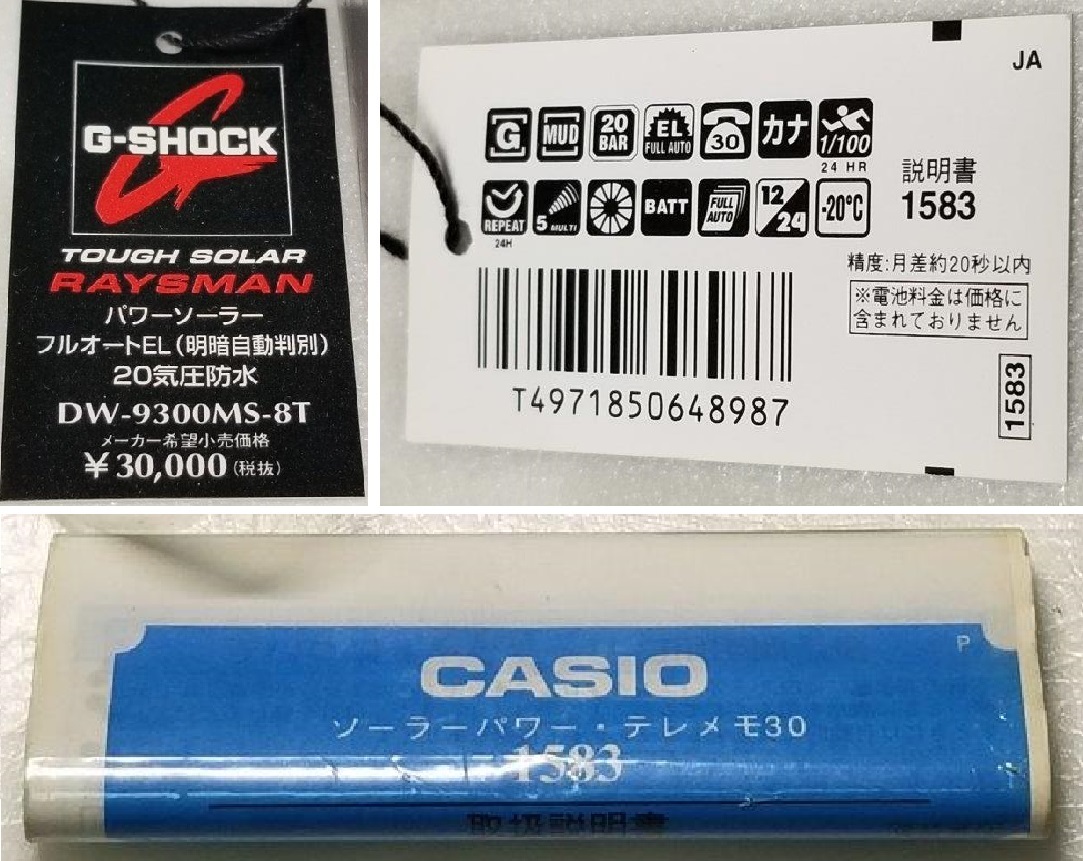 G-SHOCK
TOUGH SOLAR
RAYSMAN
パワーソーラー
フルオートEL(明暗自動判別)
20気圧防水
DW-9300MS-8T
メーカー希望小売価格
¥30,000(税抜)
JA
G MUD 20 BAR EL FULL AUTO 30 カナ 1/100
24 HR
REPEAT 5 MULTI BATT FULL AUTO 12/24 -20°C
24H
説明書
1583
精度:月差約20秒以内
※電池料金は価格に
含まれておりません
1583
T4971850648987
P
CASIO
ソーラーパワー・テレメモ30
1583
取扱説明書